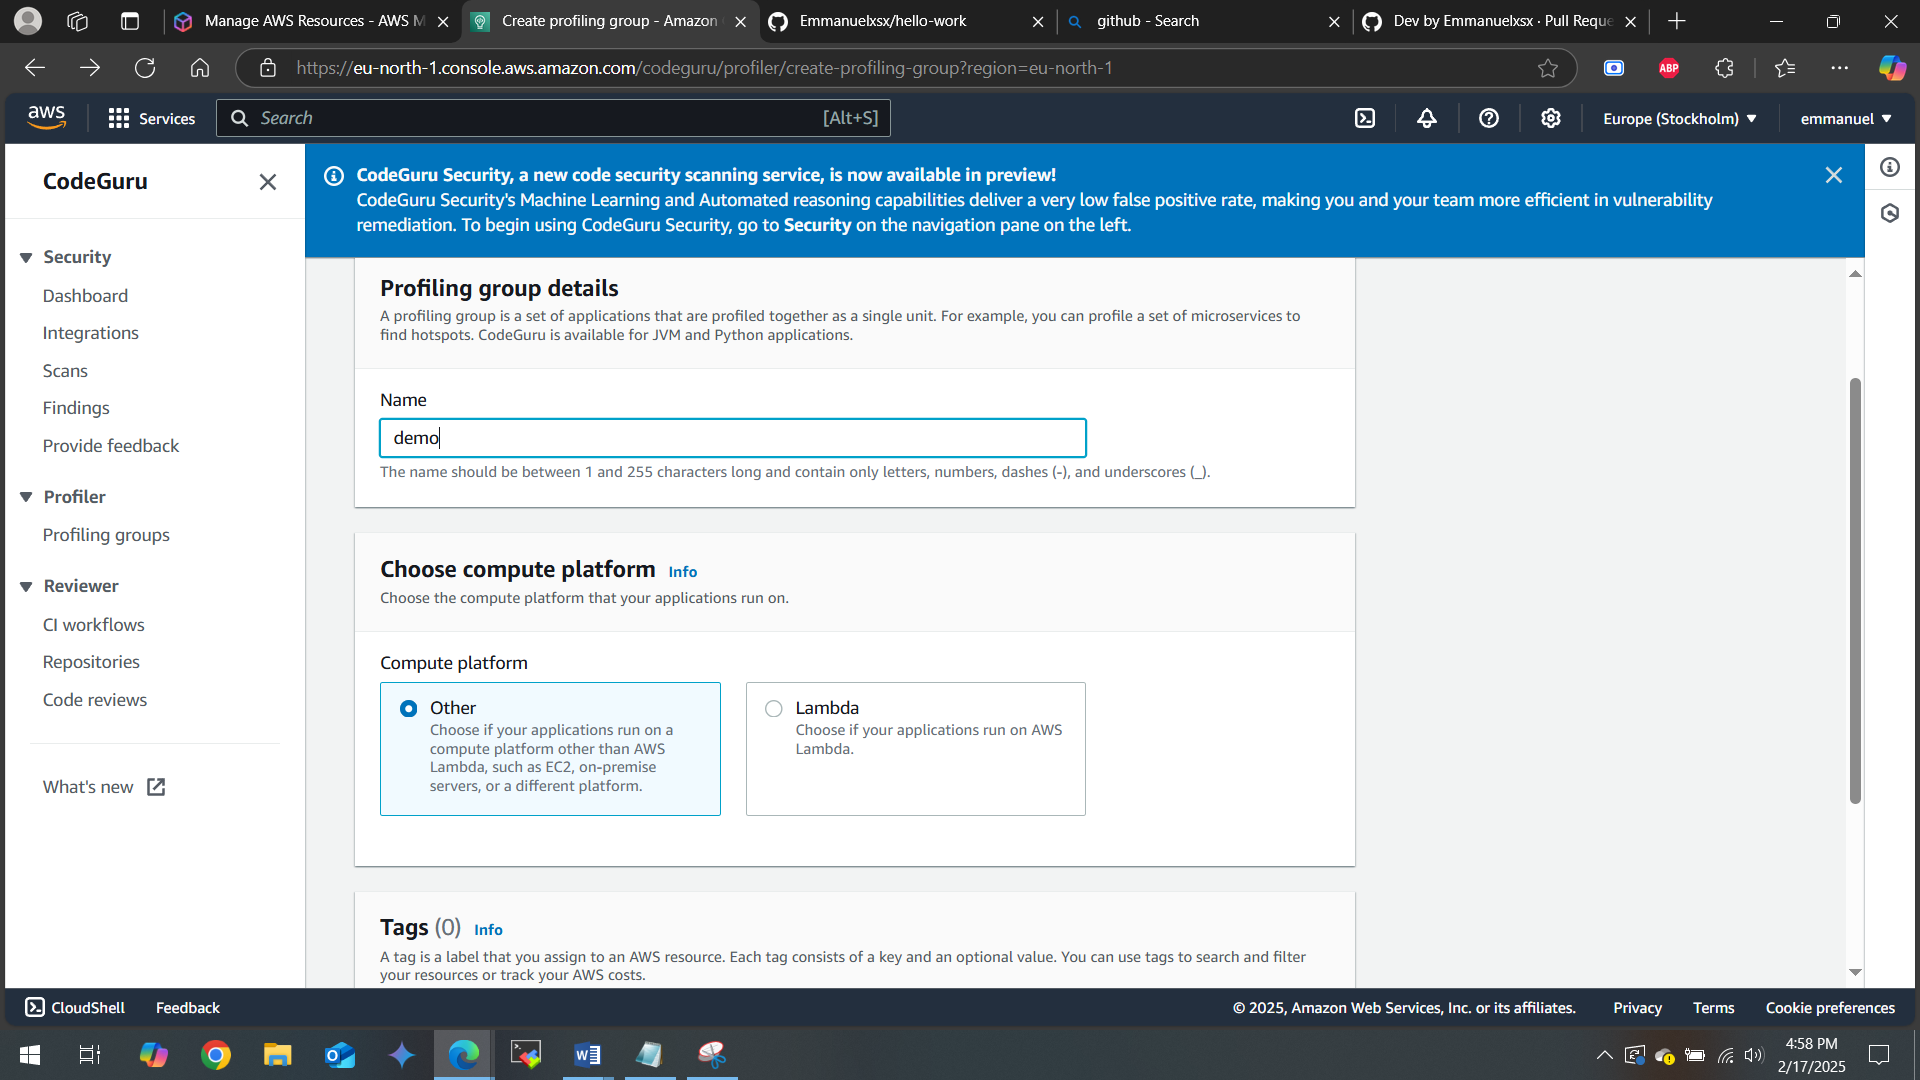 Manage AWS Resources - AWS M
Create profiling group - Amazon
Emmanuelxsx/hello-work
github - Search
Dev by Emmanuelxsx · Pull Reque
https://eu-north-1.console.aws.amazon.com/codeguru/profiler/create-profiling-group?region=eu-north-1
ABP
aws
Services
Search
[Alt+S]
Europe (Stockholm)
emmanuel
CodeGuru
Security
Dashboard
Integrations
Scans
Findings
Provide feedback
Profiler
Profiling groups
Reviewer
CI workflows
Repositories
Code reviews
What's new
CodeGuru Security, a new code security scanning service, is now available in preview!
CodeGuru Security's Machine Learning and Automated reasoning capabilities deliver a very low false positive rate, making you and your team more efficient in vulnerability
remediation. To begin using CodeGuru Security, go to Security on the navigation pane on the left.
Profiling group details
A profiling group is a set of applications that are profiled together as a single unit. For example, you can profile a set of microservices to
find hotspots. CodeGuru is available for JVM and Python applications.
Name
demo
The name should be between 1 and 255 characters long and contain only letters, numbers, dashes (-), and underscores (_).
Choose compute platform Info
Choose the compute platform that your applications run on.
Compute platform
Other
Choose if your applications run on a
compute platform other than AWS
Lambda, such as EC2, on-premise
servers, or a different platform.
Lambda
Choose if your applications run on AWS
Lambda.
Tags (0) Info
A tag is a label that you assign to an AWS resource. Each tag consists of a key and an optional value. You can use tags to search and filter
your resources or track your AWS costs.
CloudShell
Feedback
© 2025, Amazon Web Services, Inc. or its affiliates.
Privacy
Terms
Cookie preferences
4:58 PM
2/17/2025